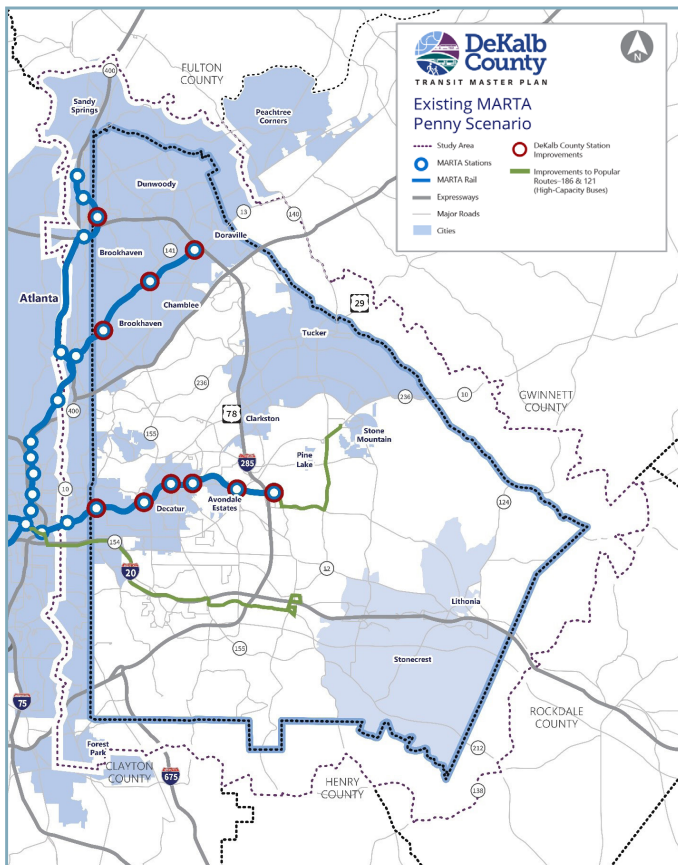 DeKalb
County
TRANSIT MASTER PLAN
N
Existing MARTA
Penny Scenario
Study Area
MARTA Stations
MARTA Rail
Expressways
Major Roads
Cities
DeKalb County Station
Improvements
Improvements to Popular
Routes-186 & 121
(High-Capacity Buses)
FULTON
COUNTY
400
Sandy
Springs
Peachtree
Corners
Dunwoody
13
140
Doraville
141
Brookhaven
Atlanta
Chamblee
29
Brookhaven
Tucker
236
236
10
GWINNETT
COUNTY
400
78
Clarkston
155
Stone
Mountain
285
Pine
Lake
10
Avondale
Estates
Decatur
124
154
20
12
Lithonia
155
Stonecrest
75
ROCKDALE
COUNTY
Forest
Park
212
CLAYTON
COUNTY
675
HENRY
COUNTY
138